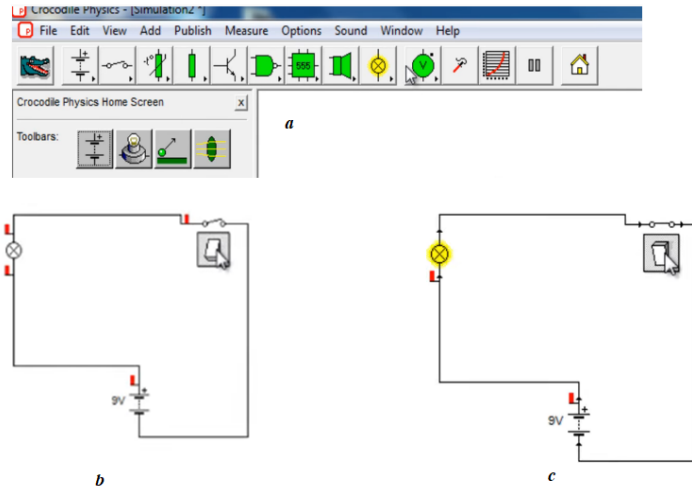 Crocodile Physics - [Simulation2 *]
File Edit View Add Publish Measure Options Sound Window Help
555
V
Crocodile Physics Home Screen x
a
Toolbars:
9V
b
9V
c